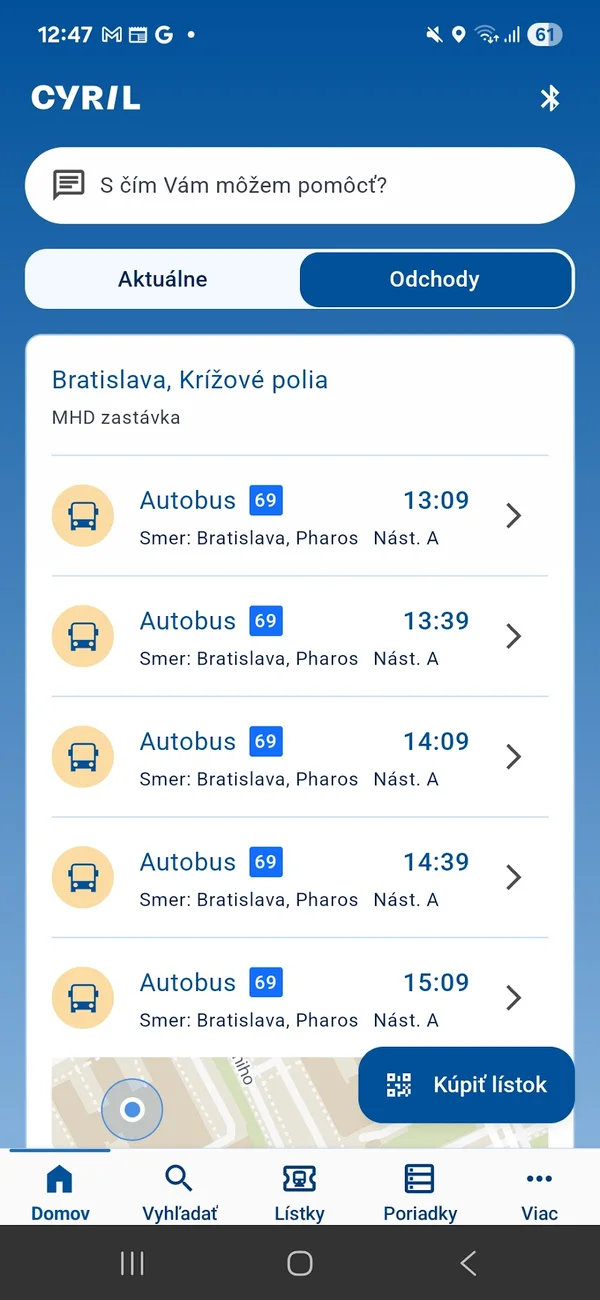 12:47
61
CYRIL
S čím Vám môžem pomôcť?
Aktuálne
Odchody
Bratislava, Krížové polia
MHD zastávka
Autobus 69 13:09
Smer: Bratislava, Pharos Nást. A
Autobus 69 13:39
Smer: Bratislava, Pharos Nást. A
Autobus 69 14:09
Smer: Bratislava, Pharos Nást. A
Autobus 69 14:39
Smer: Bratislava, Pharos Nást. A
Autobus 69 15:09
Smer: Bratislava, Pharos Nást. A
Kúpiť lístok
Domov
Vyhľadať
Lístky
Poriadky
Viac